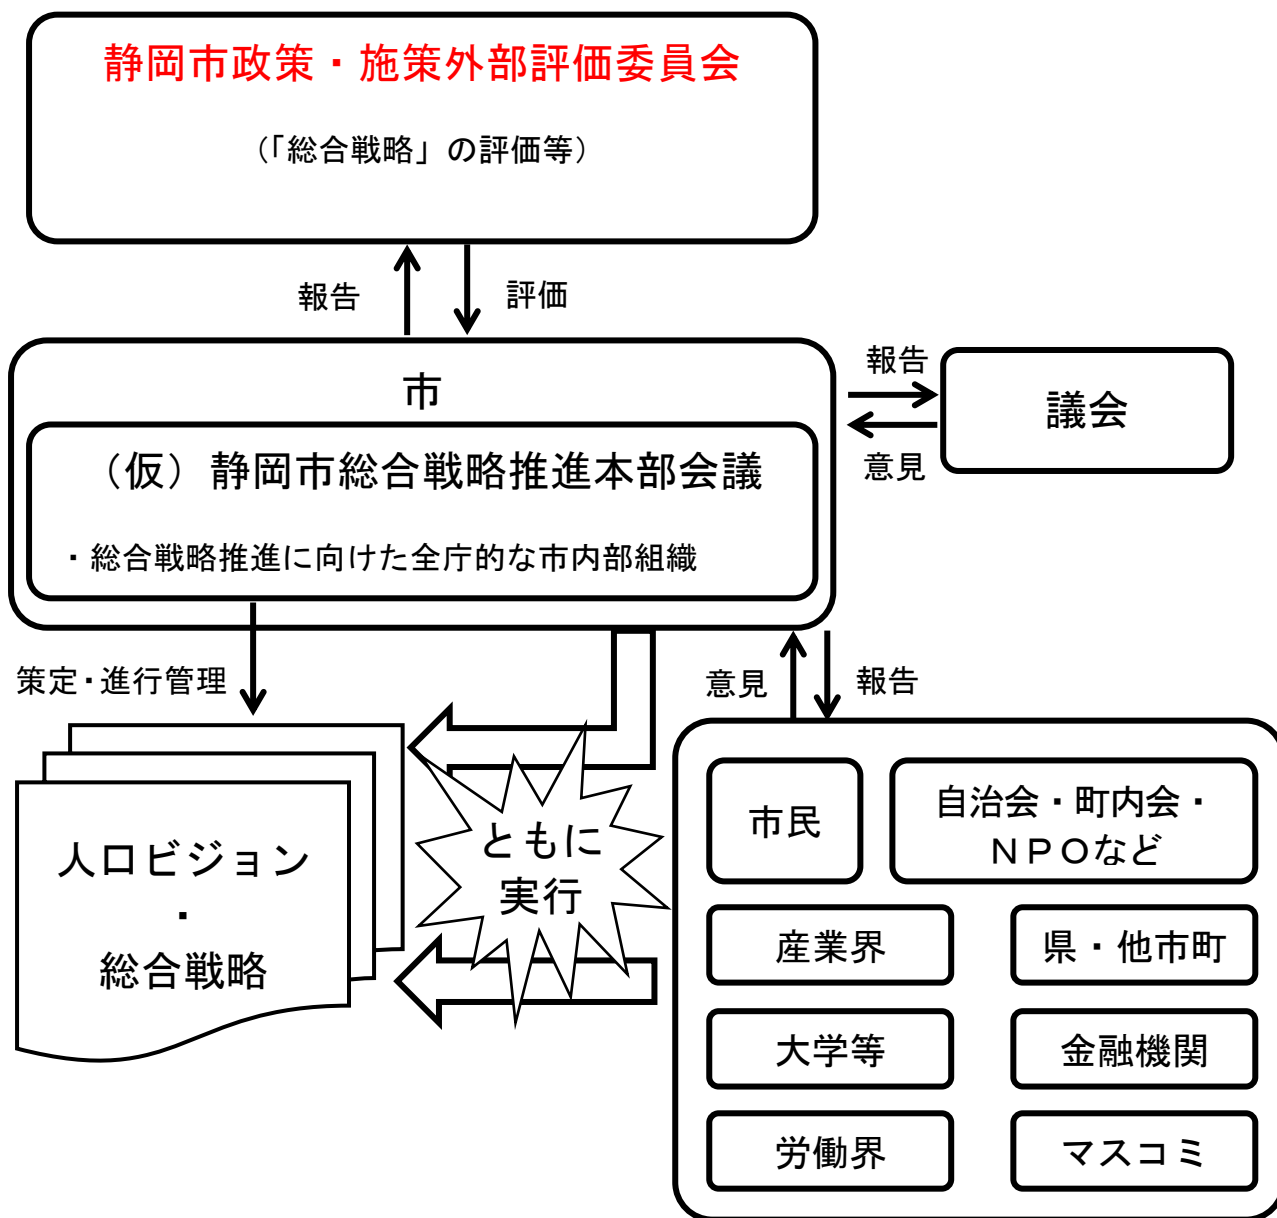 静岡市政策・施策外部評価委員会
（「総合戦略」の評価等）
報告
評価
市
報告
議会
意見
（仮）静岡市総合戦略推進本部会議
・総合戦略推進に向けた全庁的な市内部組織
策定・進行管理
意見
報告
人口ビジョン
・
総合戦略
ともに
実行
市民
自治会・町内会・
ＮＰＯなど
産業界
県・他市町
大学等
金融機関
労働界
マスコミ